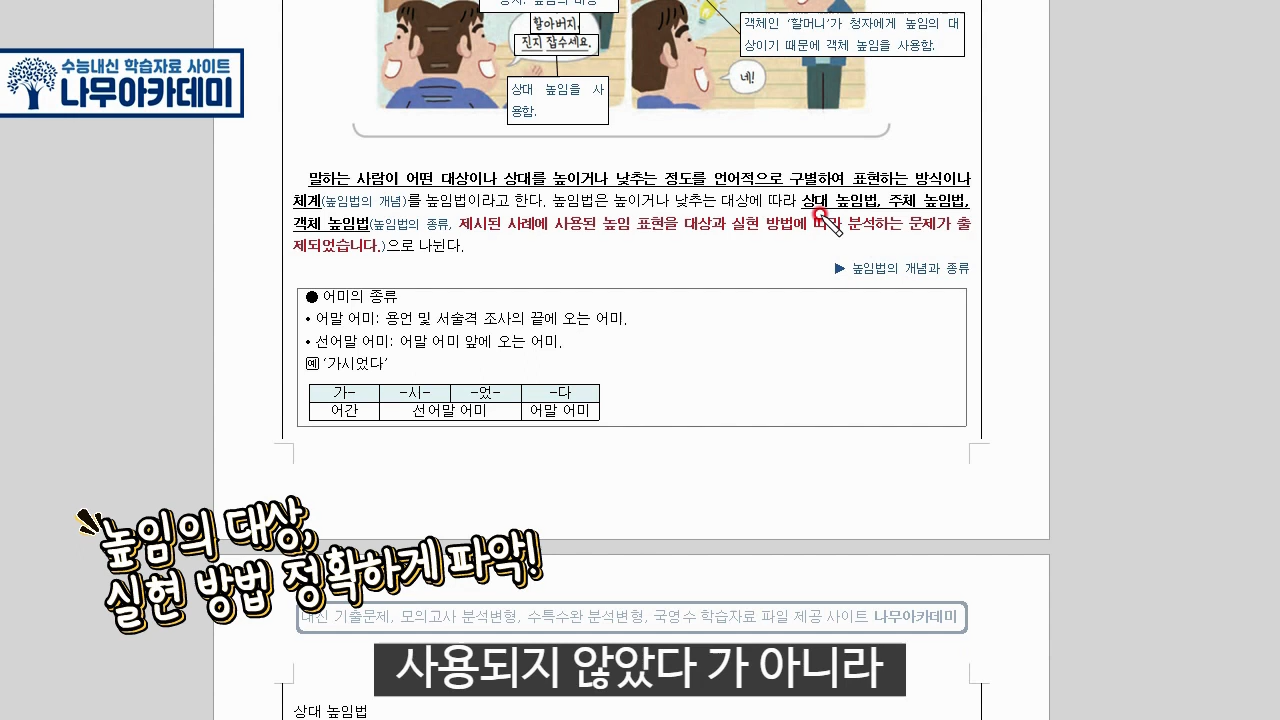 할아버지,
진지 잡수세요.
상대 높임을 사
용함.
객체인 '할머니'가 청자에게 높임의 대
상이기 때문에 객체 높임을 사용함.
네!
수능내신 학습자료 사이트
나무아카데미
말하는 사람이 어떤 대상이나 상대를 높이거나 낮추는 정도를 언어적으로 구별하여 표현하는 방식이나
체계(높임법의 개념)를 높임법이라고 한다. 높임법은 높이거나 낮추는 대상에 따라 상대 높임법, 주체 높임법,
객체 높임법(높임법의 종류, 제시된 사례에 사용된 높임 표현을 대상과 실현 방법에 따라 분석하는 문제가 출
제되었습니다.)으로 나뉜다.
▶ 높임법의 개념과 종류
● 어미의 종류
• 어말 어미: 용언 및 서술격 조사의 끝에 오는 어미.
• 선어말 어미: 어말 어미 앞에 오는 어미.
예 '가시었다'
가- -시- -었- -다
어간 선어말 어미 어말 어미
높임의 대상,
실현 방법 정확하게 파악!
내신 기출문제, 모의고사 분석변형, 수특수완 분석변형, 국영수 학습자료 파일 제공 사이트 나무아카데미
사용되지 않았다 가 아니라
상대 높임법